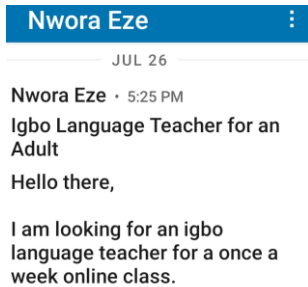 Nwora Eze
JUL 26
Nwora Eze • 5:25 PM
Igbo Language Teacher for an
Adult
Hello there,
I am looking for an igbo
language teacher for a once a
week online class.